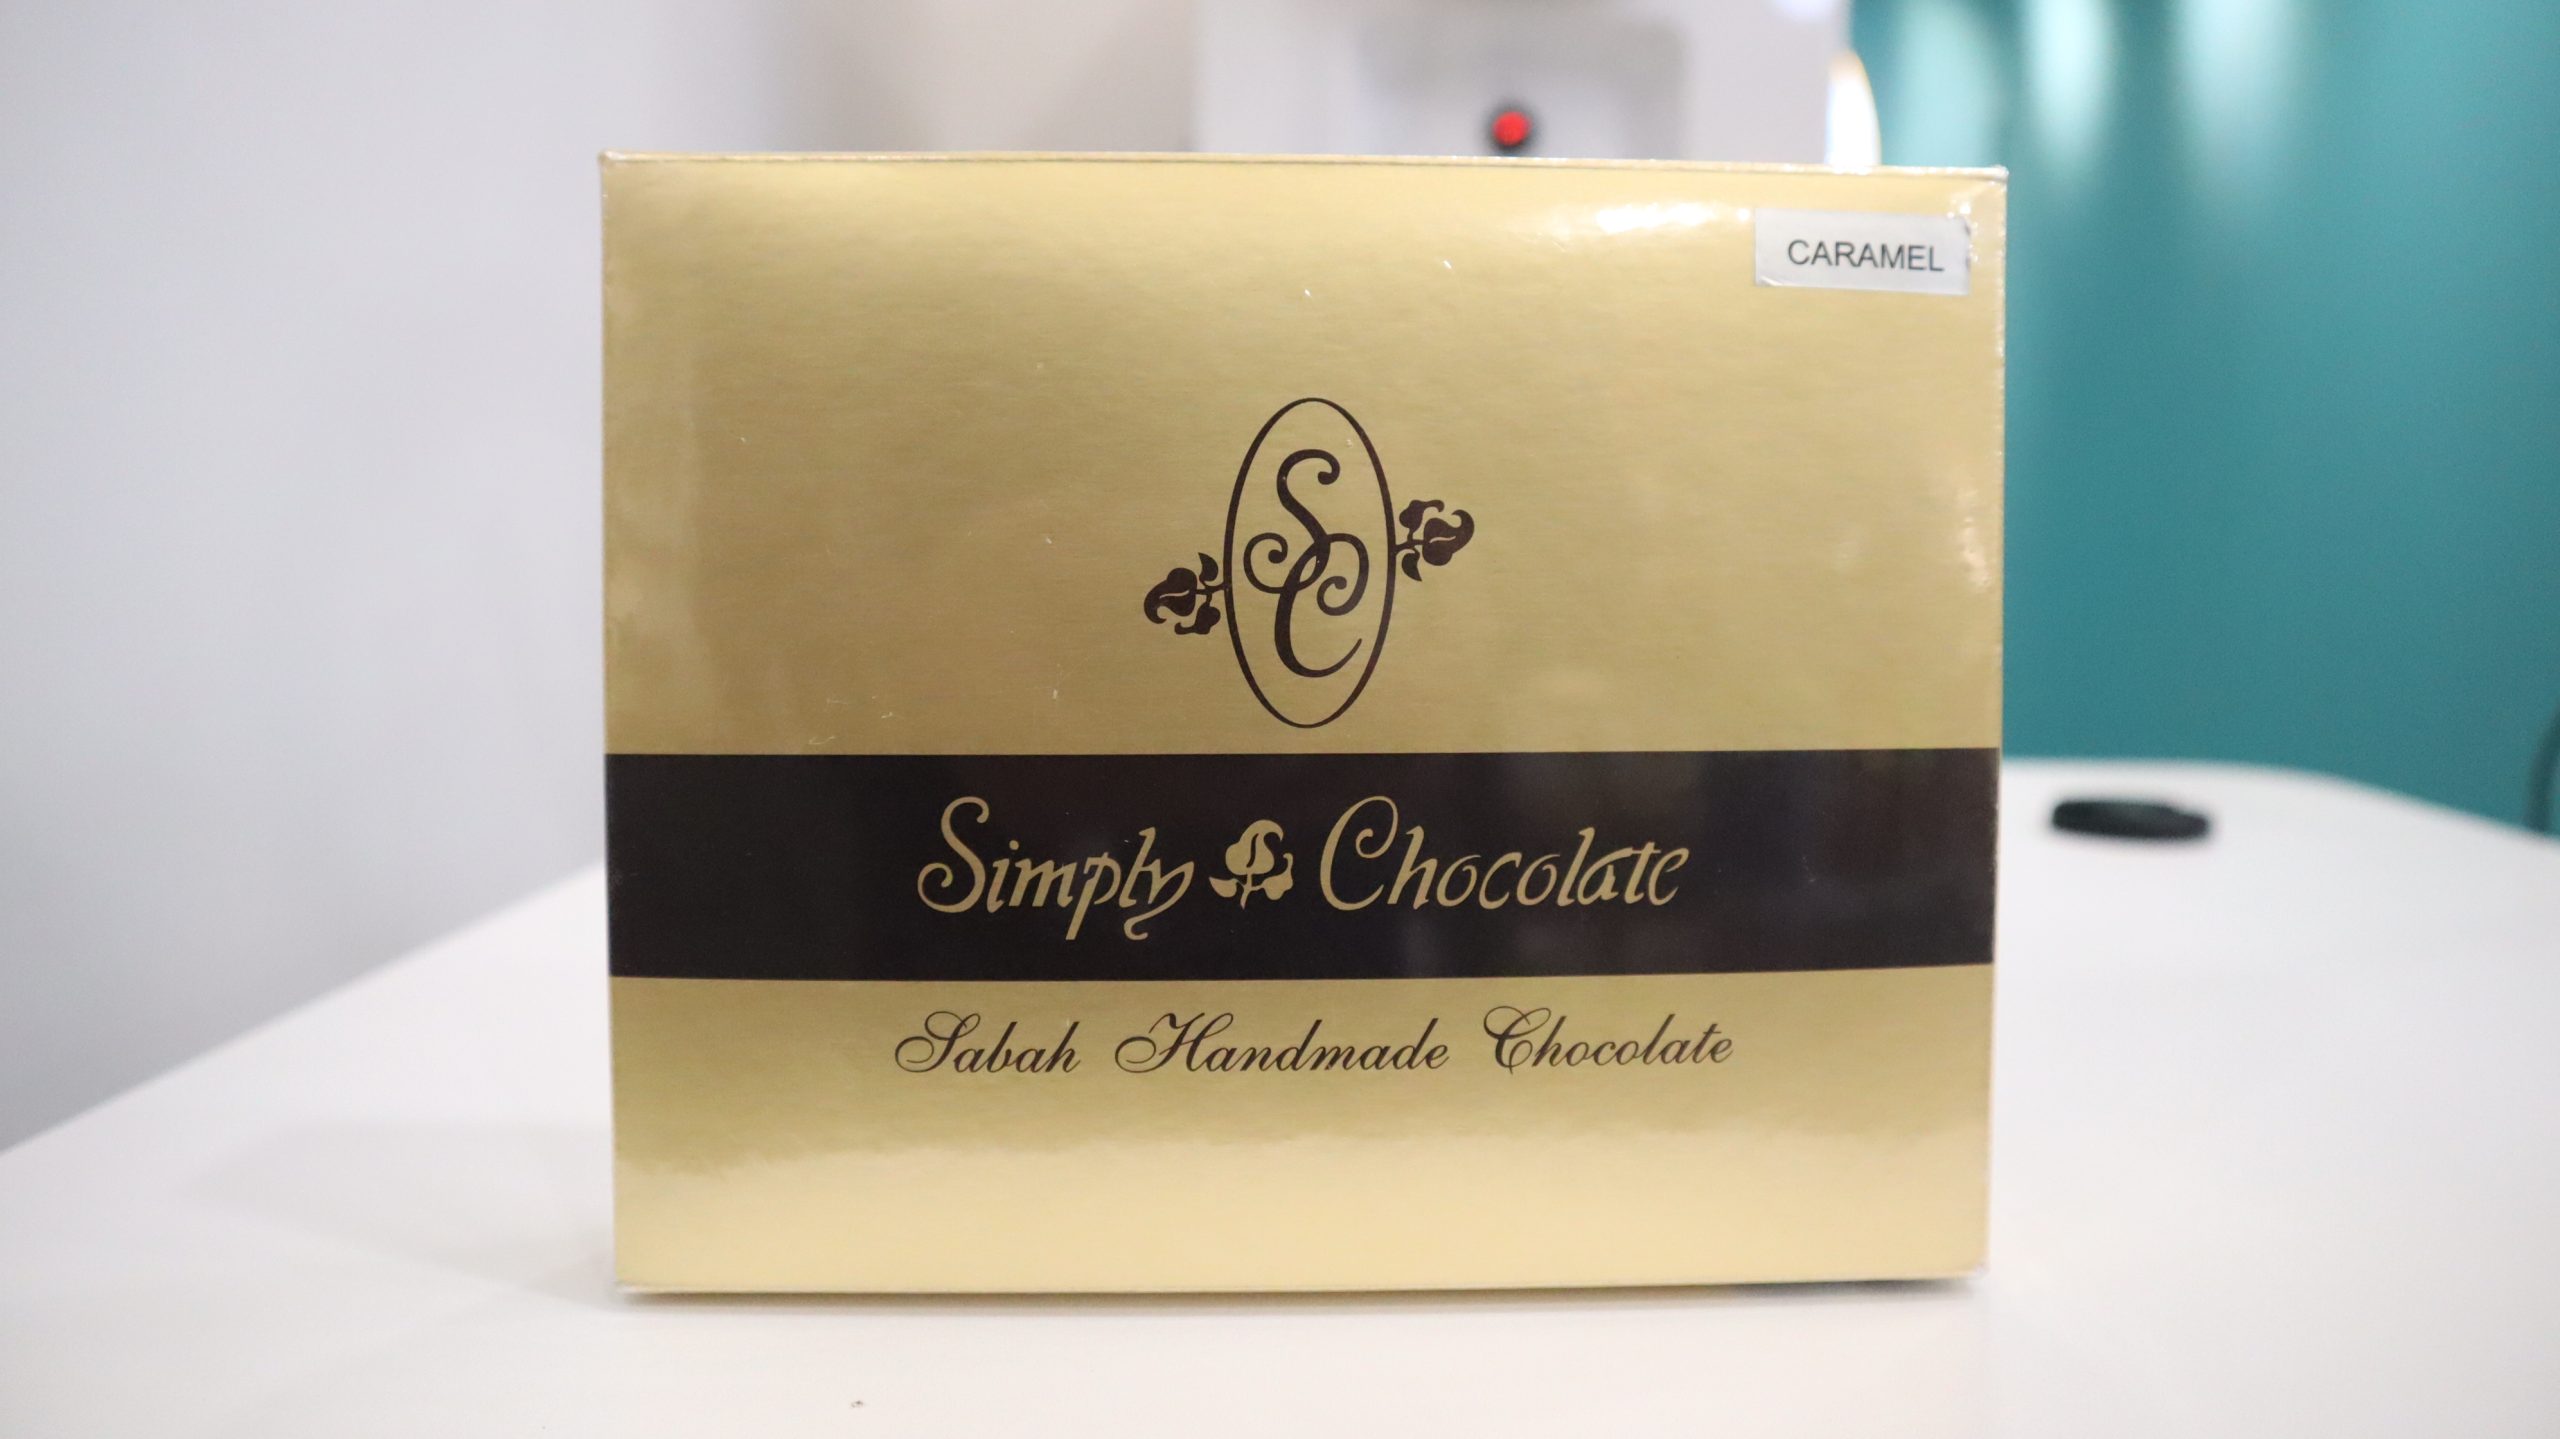 CARAMEL
SC
Simply Chocolate
Sabah Handmade Chocolate